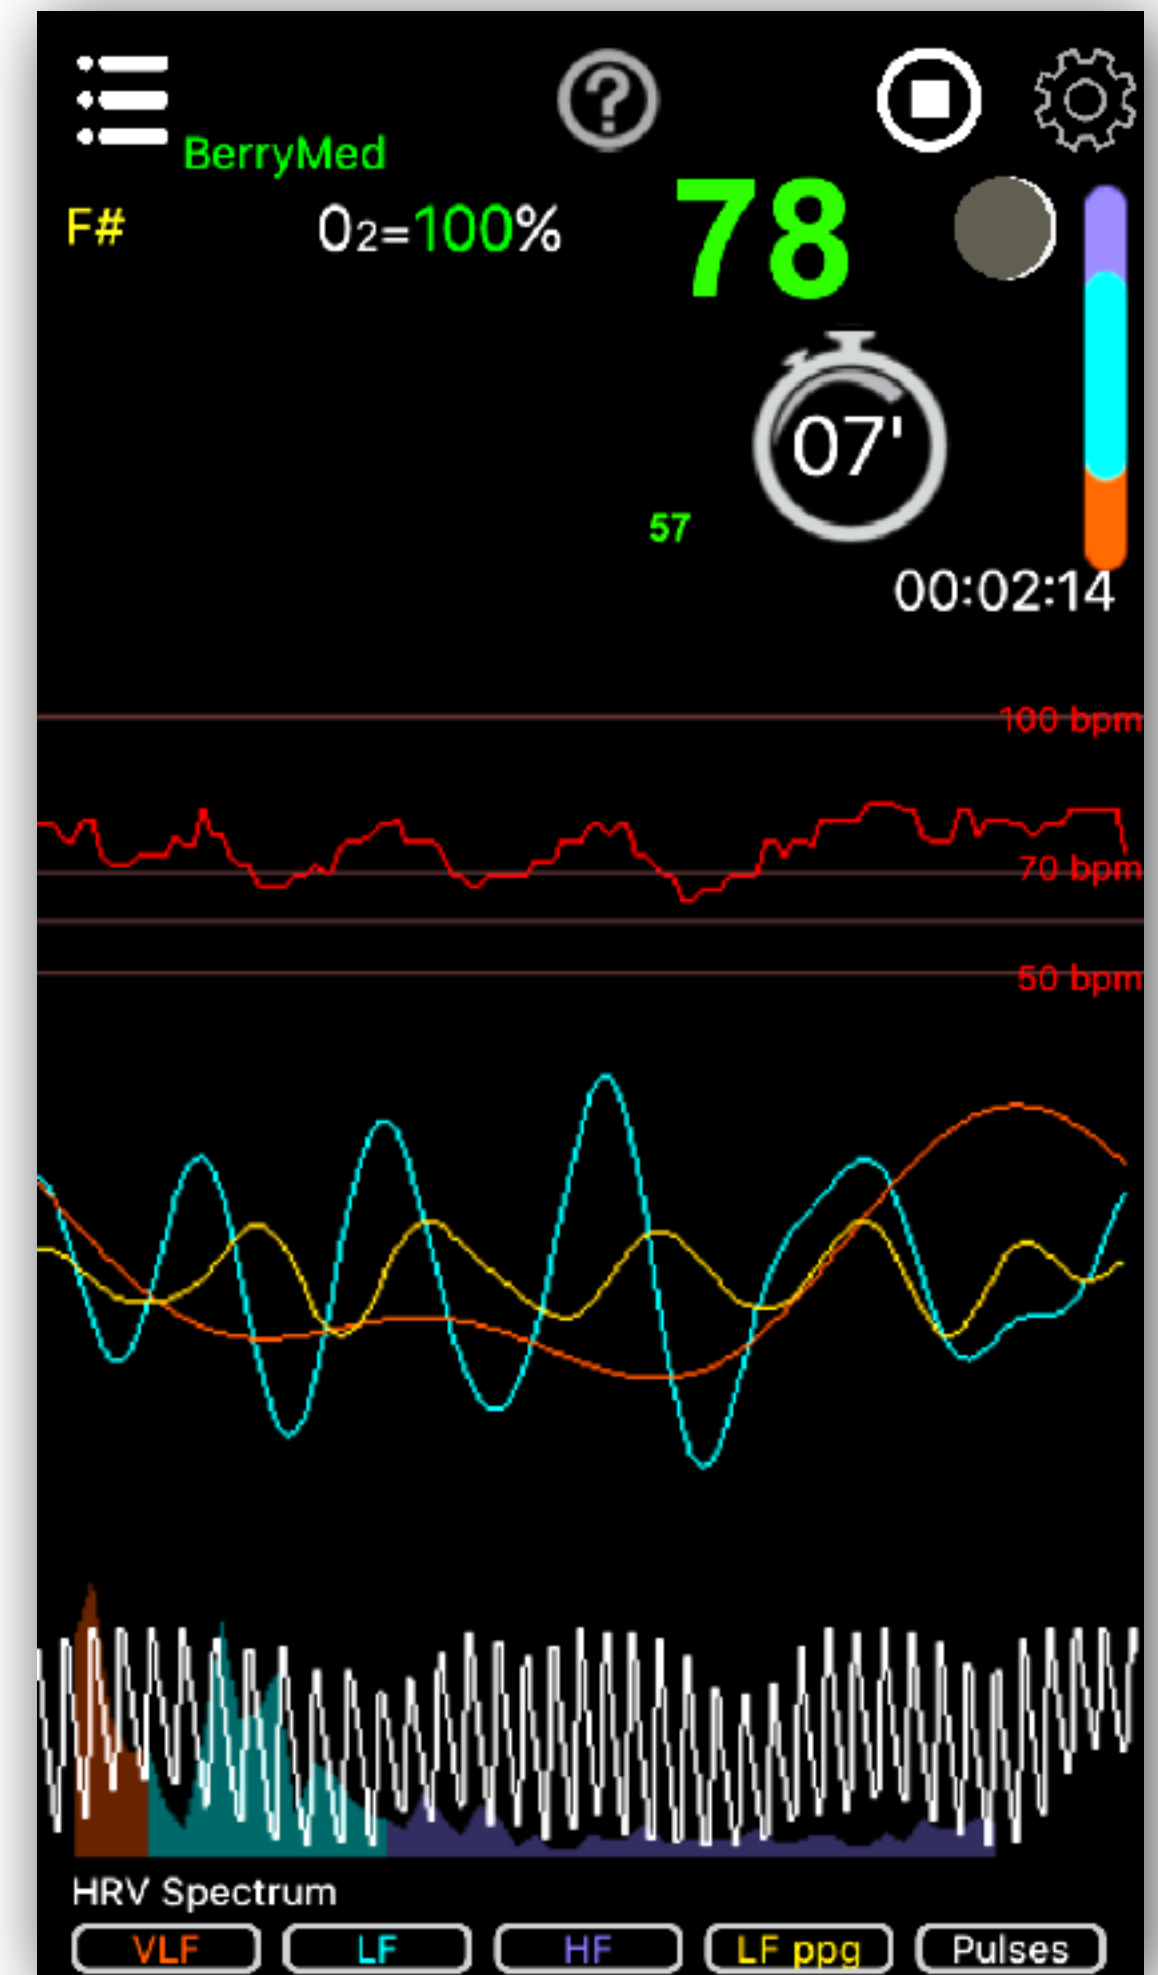 ?
BerryMed
F# O2=100% 78
07'
57
00:02:14
100 bpm
70 bpm
50 bpm
HRV Spectrum
VLF LF HF LF ppg Pulses